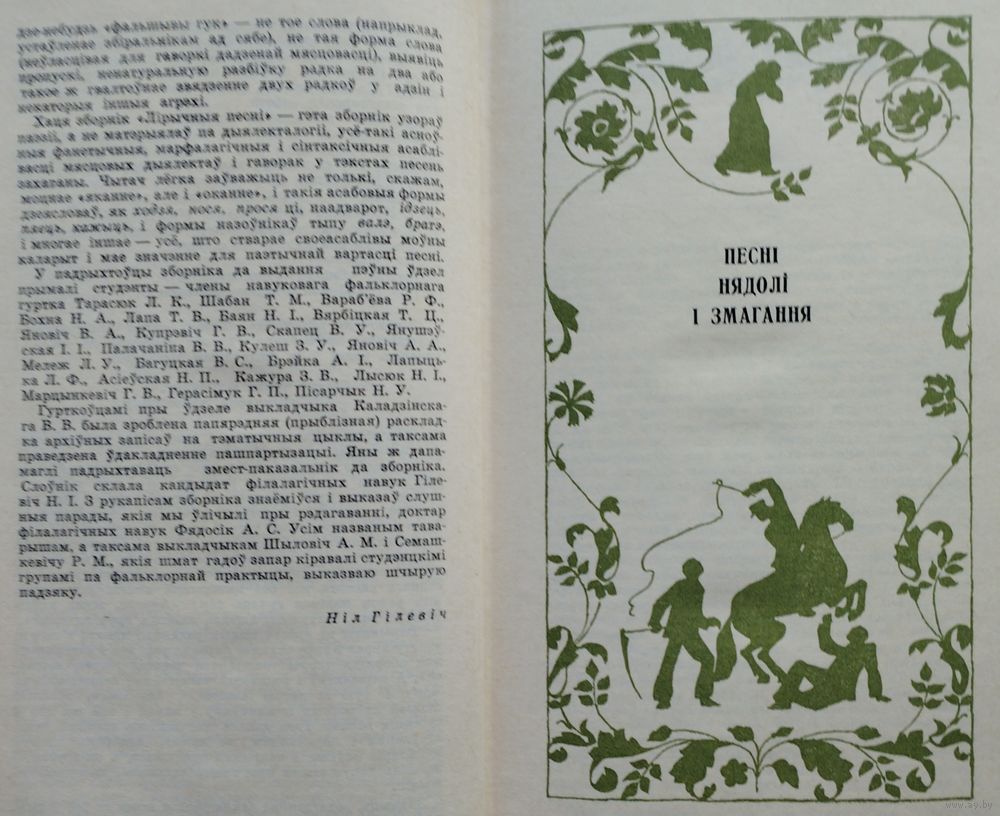 дзе-небудзь «фальшывы гук» — не тое слова (напрыклад,
устаўленае збіральнікам ад сябе), не тая форма слова
(неўласцівая для гаворкі дадзенай мясцовасці), выявіць
пропускі, ненатуральную разбіўку радка на два або
такое ж гвалтоўнае звядзенне двух радкоў у адзін і
некаторыя іншыя агрэхі.
Хаця зборнік «Лірычныя песні» — гэта зборнік узораў
паэзіі, а не матэрыялаў па дыялекталогіі, усё-такі асноў-
ныя фанетычныя, марфалагічныя і сінтаксічныя асаблі-
васці мясцовых дыялектаў і гаворак у тэкстах песень
захаваны. Чытач лёгка заўважыць не толькі, скажам,
моцнае «яканне», але і «оканне», і такія асабовыя формы
дзеясловаў, як ходзя, нося, прося ці, наадварот, ідзець,
пяець, кажыць, і формы назоўнікаў тыпу валэ, брагэ,
і многае іншае — усё, што стварае своеасаблівы моўны
каларыт і мае значэнне для паэтычнай вартасці песні.
У падрыхтоўцы зборніка да выдання пэўны ўдзел
прымалі студэнты — члены навуковага фальклорнага
гуртка Тарасюк Л. К., Шабан Т. М., Вараб'ёва Р. Ф.,
Вохна Н. А., Лапа Т. В., Баян Н. І., Вярбіцкая Т. Ц.,
Яновіч В. А., Купрэвіч Г. В., Скапец В. У., Янушэў-
ская І. І., Палачаніна В. В., Кулеш З. У., Яновіч А. А.,
Мележ Л. У., Багуцкая В. С., Брэйка А. І., Лапыць-
ка Л. Ф., Асіеўская Н. П., Кажура З. В., Лысюк Н. І.,
Марцынкевіч Г. В., Герасімук Г. П., Пісарчык Н. У.
Гурткоўцамі пры ўдзеле выкладчыка Каладзінска-
га В. В. была зроблена папярэдняя (прыблізная) расклад-
ка архіўных запісаў на тэматычныя цыклы, а таксама
праведзена ўдакладненне пашпартызацыі. Яны ж дапа-
маглі падрыхтаваць змест-паказальнік да зборніка.
Слоўнік склала кандыдат філалагічных навук Гіле-
віч Н. І. З рукапісам зборніка знаёміўся і выказаў слуш-
ныя парады, якія мы ўлічылі пры рэдагаванні, доктар
філалагічных навук Фядосік А. С. Усім названым тава-
рышам, а таксама выкладчыкам Шыловіч А. М. і Семаш-
кевічу Р. М., якія шмат гадоў запар кіравалі студэнцкімі
групамі па фальклорнай практыцы, выказваю шчырую
падзяку.
Ніл Гілевіч
ПЕСНІ
НЯДОЛІ
І ЗМАГАННЯ
www.ay.by